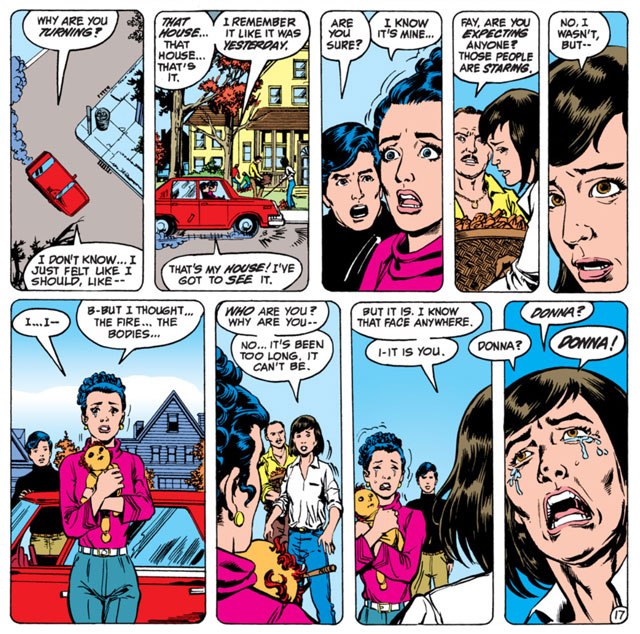 WHY ARE YOU
TURNING?
I DON'T KNOW... I
JUST FELT LIKE I
SHOULD, LIKE--
THAT
HOUSE...
THAT
HOUSE...
THAT'S
IT.
I REMEMBER
IT LIKE IT WAS
YESTERDAY.
THAT'S MY HOUSE! I'VE
GOT TO SEE IT.
ARE
YOU
SURE?
I KNOW
IT'S MINE...
FAY, ARE YOU
EXPECTING
ANYONE?
THOSE PEOPLE
ARE STARING.
NO, I
WASN'T,
BUT--
I...I--
B-BUT I THOUGHT...
THE FIRE... THE
BODIES...
WHO ARE YOU?
WHY ARE YOU--
NO... IT'S BEEN
TOO LONG, IT
CAN'T BE.
BUT IT IS. I KNOW
THAT FACE ANYWHERE.
I-IT IS YOU.
DONNA?
DONNA?
DONNA!
17